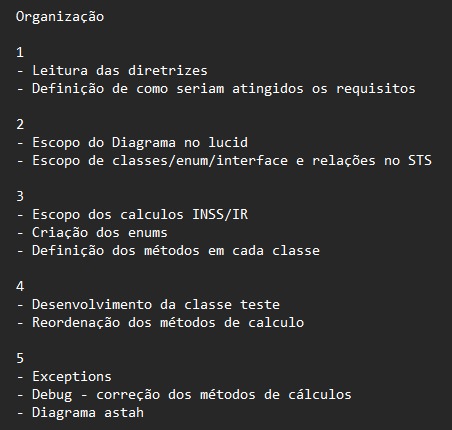 Organização
1
- Leitura das diretrizes
- Definição de como seriam atingidos os requisitos
2
- Escopo do Diagrama no lucid
- Escopo de classes/enum/interface e relações no STS
3
- Escopo dos calculos INSS/IR
- Criação dos enums
- Definição dos métodos em cada classe
4
- Desenvolvimento da classe teste
- Reordenação dos métodos de calculo
5
- Exceptions
- Debug - correção dos métodos de cálculos
- Diagrama astah